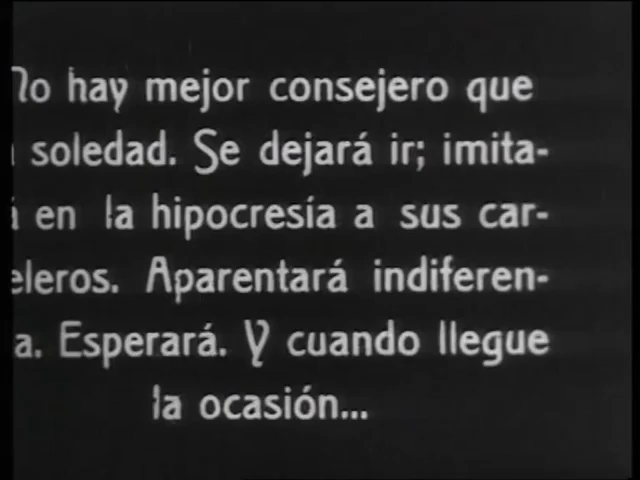 No hay mejor consejero que
soledad. Se dejará ir; imita-
á en la hipocresía a sus car-
eleros. Aparentará indiferen-
a. Esperará. Y cuando llegue
la ocasión...